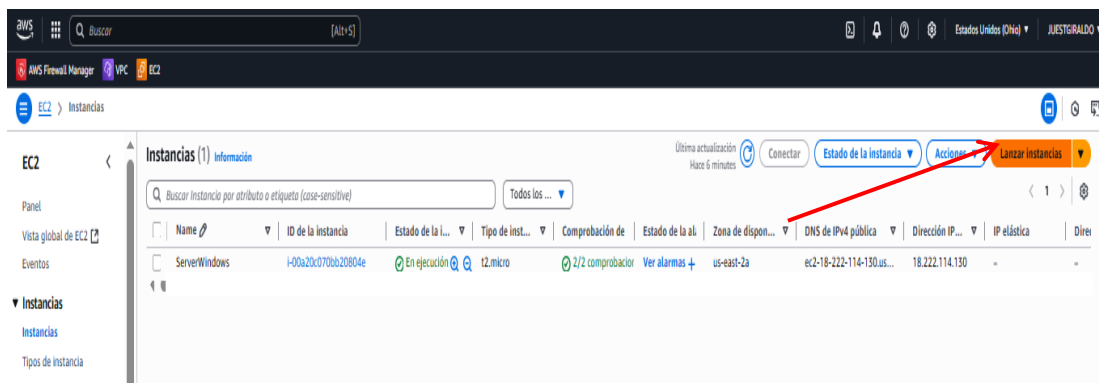 aws
Buscar
[Alt+S]
Estados Unidos (Ohio)
JUESTGIRALDO
AWS Firewall Manager VPC EC2
EC2 > Instancias
EC2
Panel
Vista global de EC2
Eventos
Instancias
Instancias
Tipos de instancia
Instancias (1) Información
Última actualización
Hace 6 minutes
Conectar
Estado de la instancia
Acciones
Lanzar instancias
Buscar Instancia por atributo o etiqueta (case-sensitive)
Todos los ...
1
Name ID de la instancia Estado de la i... Tipo de inst... Comprobación de Estado de la al Zona de dispon... DNS de IPv4 pública Dirección IP... IP elástica Direc
ServerWindows i-00a20c070bb20804e En ejecución t2.micro 2/2 comprobacior Ver alarmas + us-east-2a ec2-18-222-114-130.us... 18.222.114.130 - -